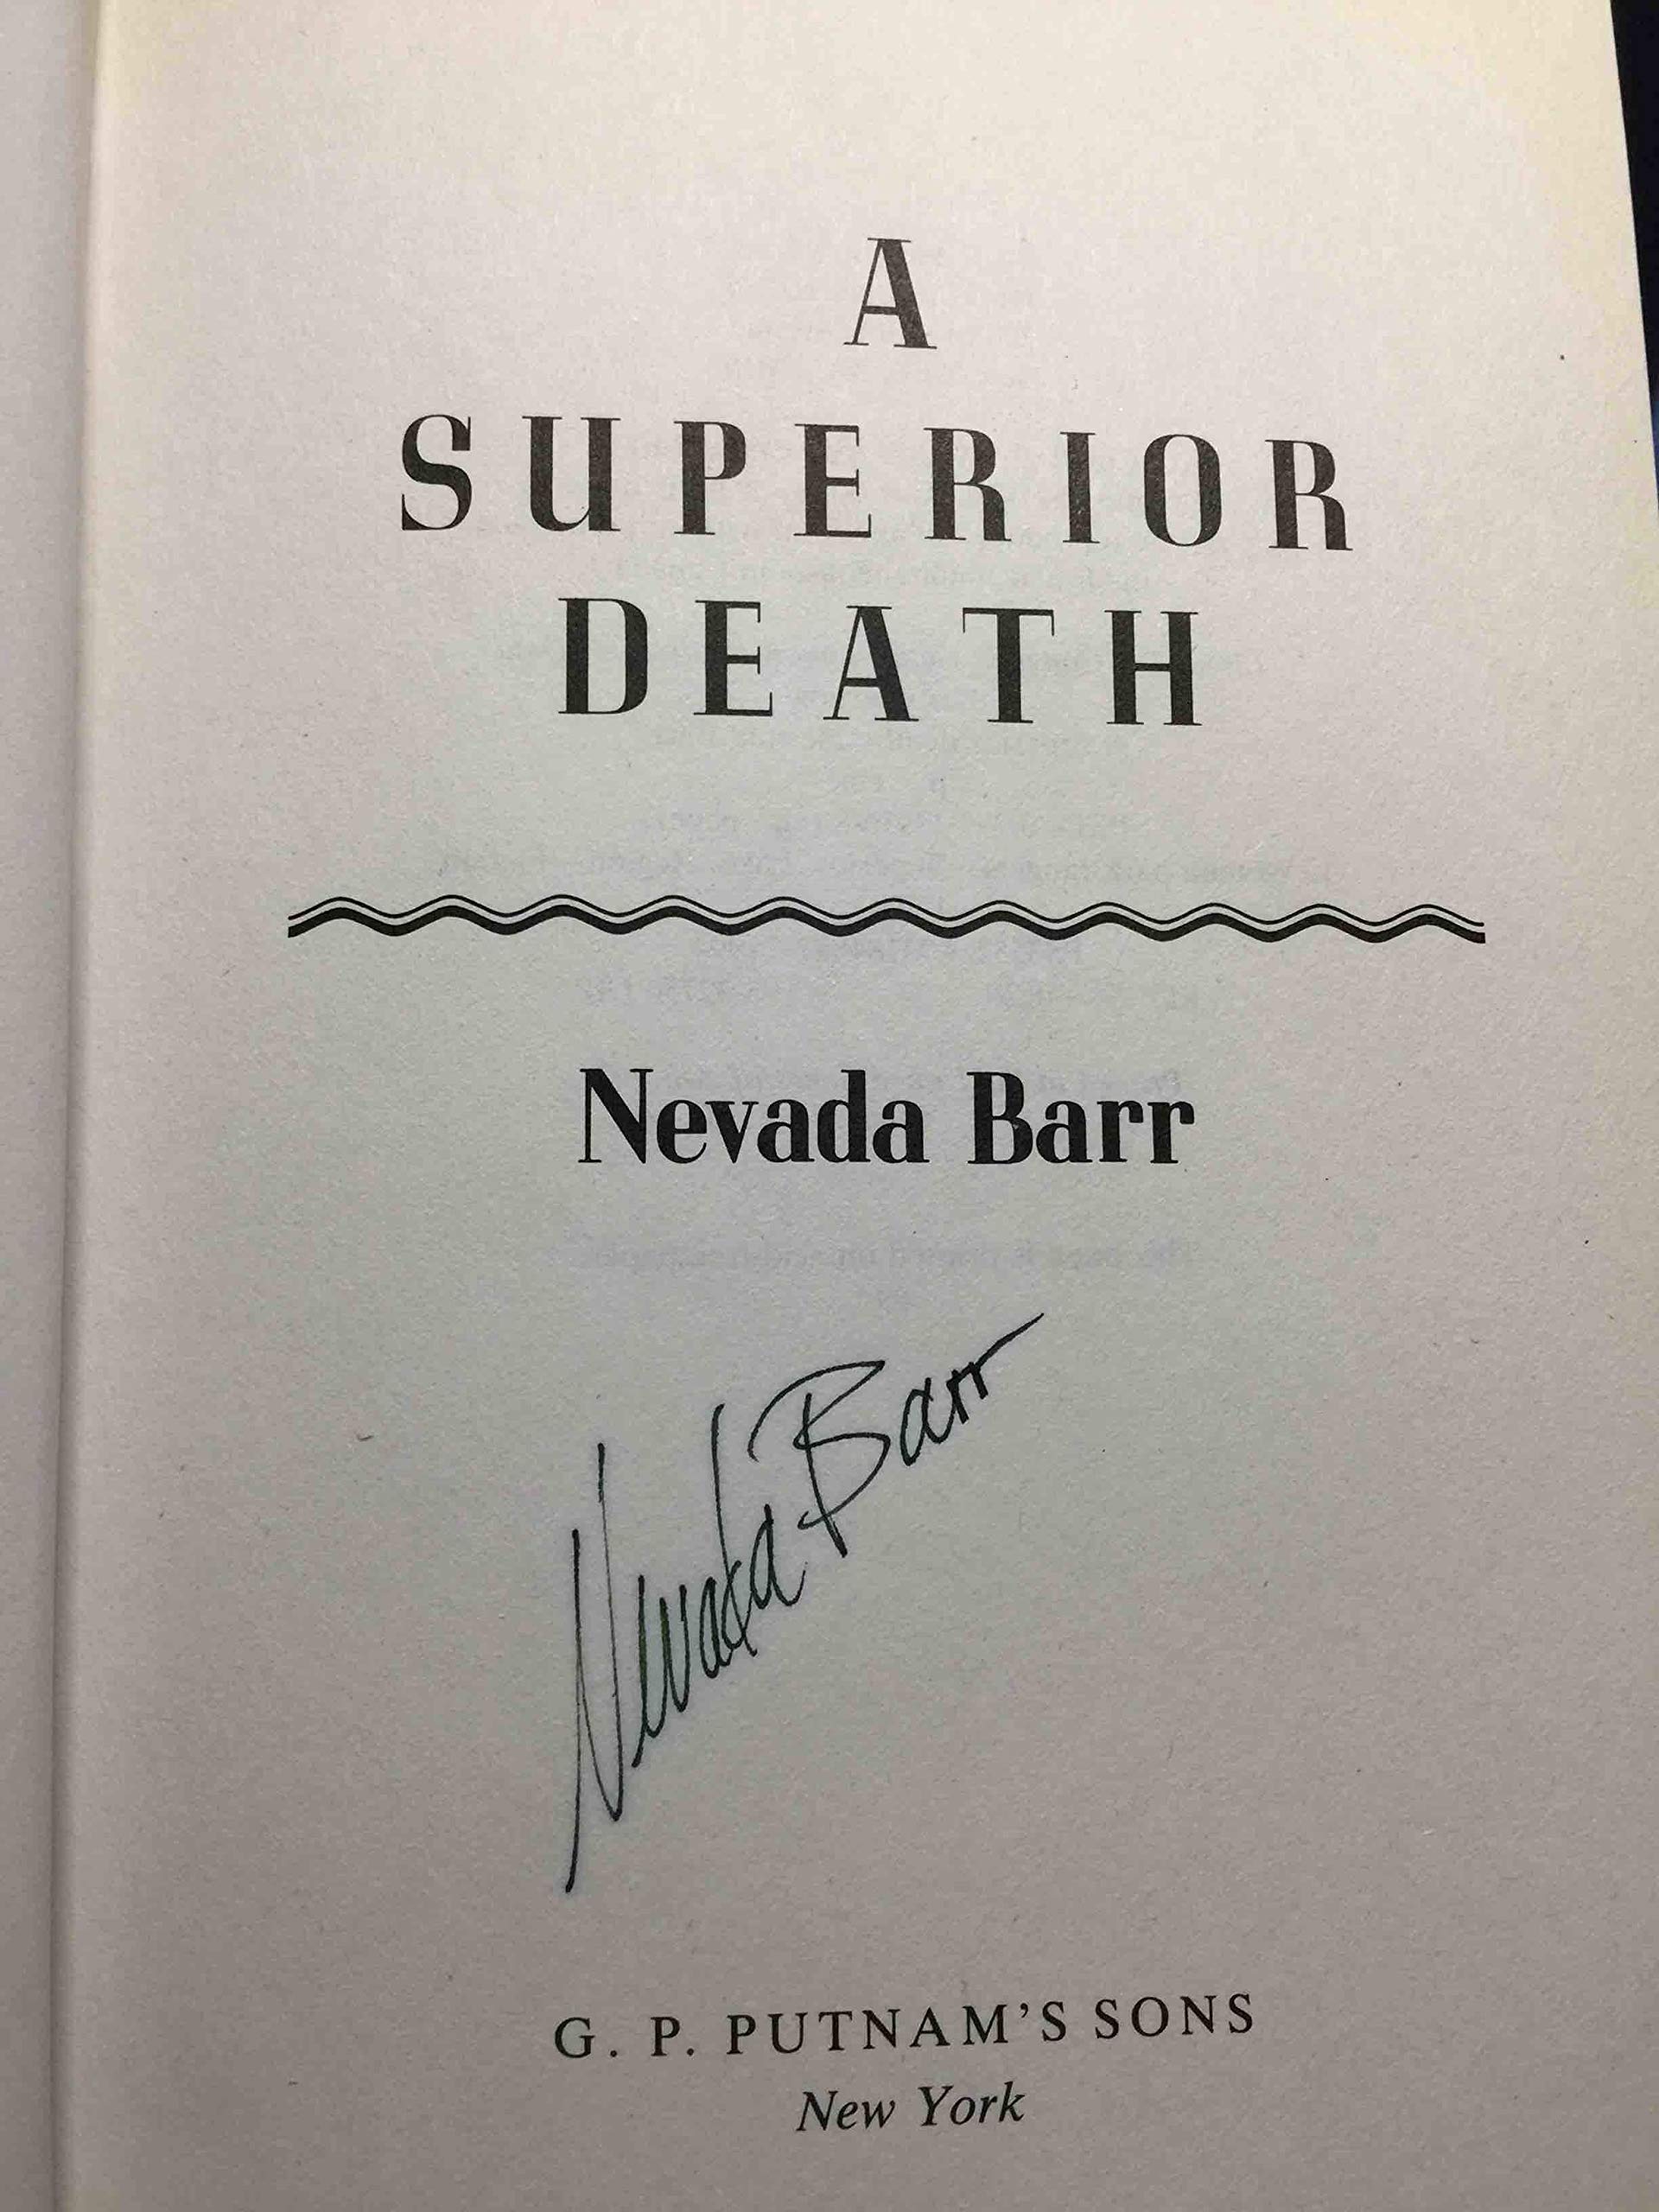 A
SUPERIOR
DEATH
Nevada Barr
Nevada Barr
G. P. PUTNAM'S SONS
New York